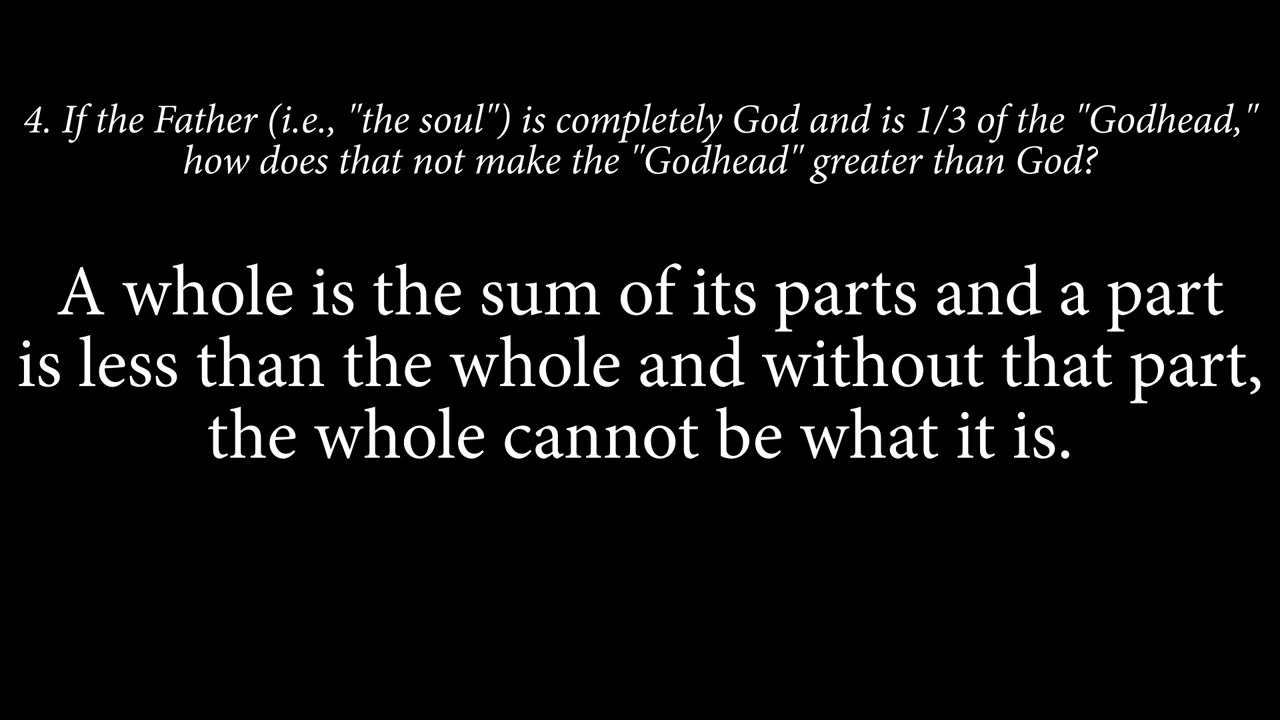 4. If the Father (i.e., "the soul") is completely God and is 1/3 of the "Godhead,"
how does that not make the "Godhead" greater than God?
A whole is the sum of its parts and a part
is less than the whole and without that part,
the whole cannot be what it is.